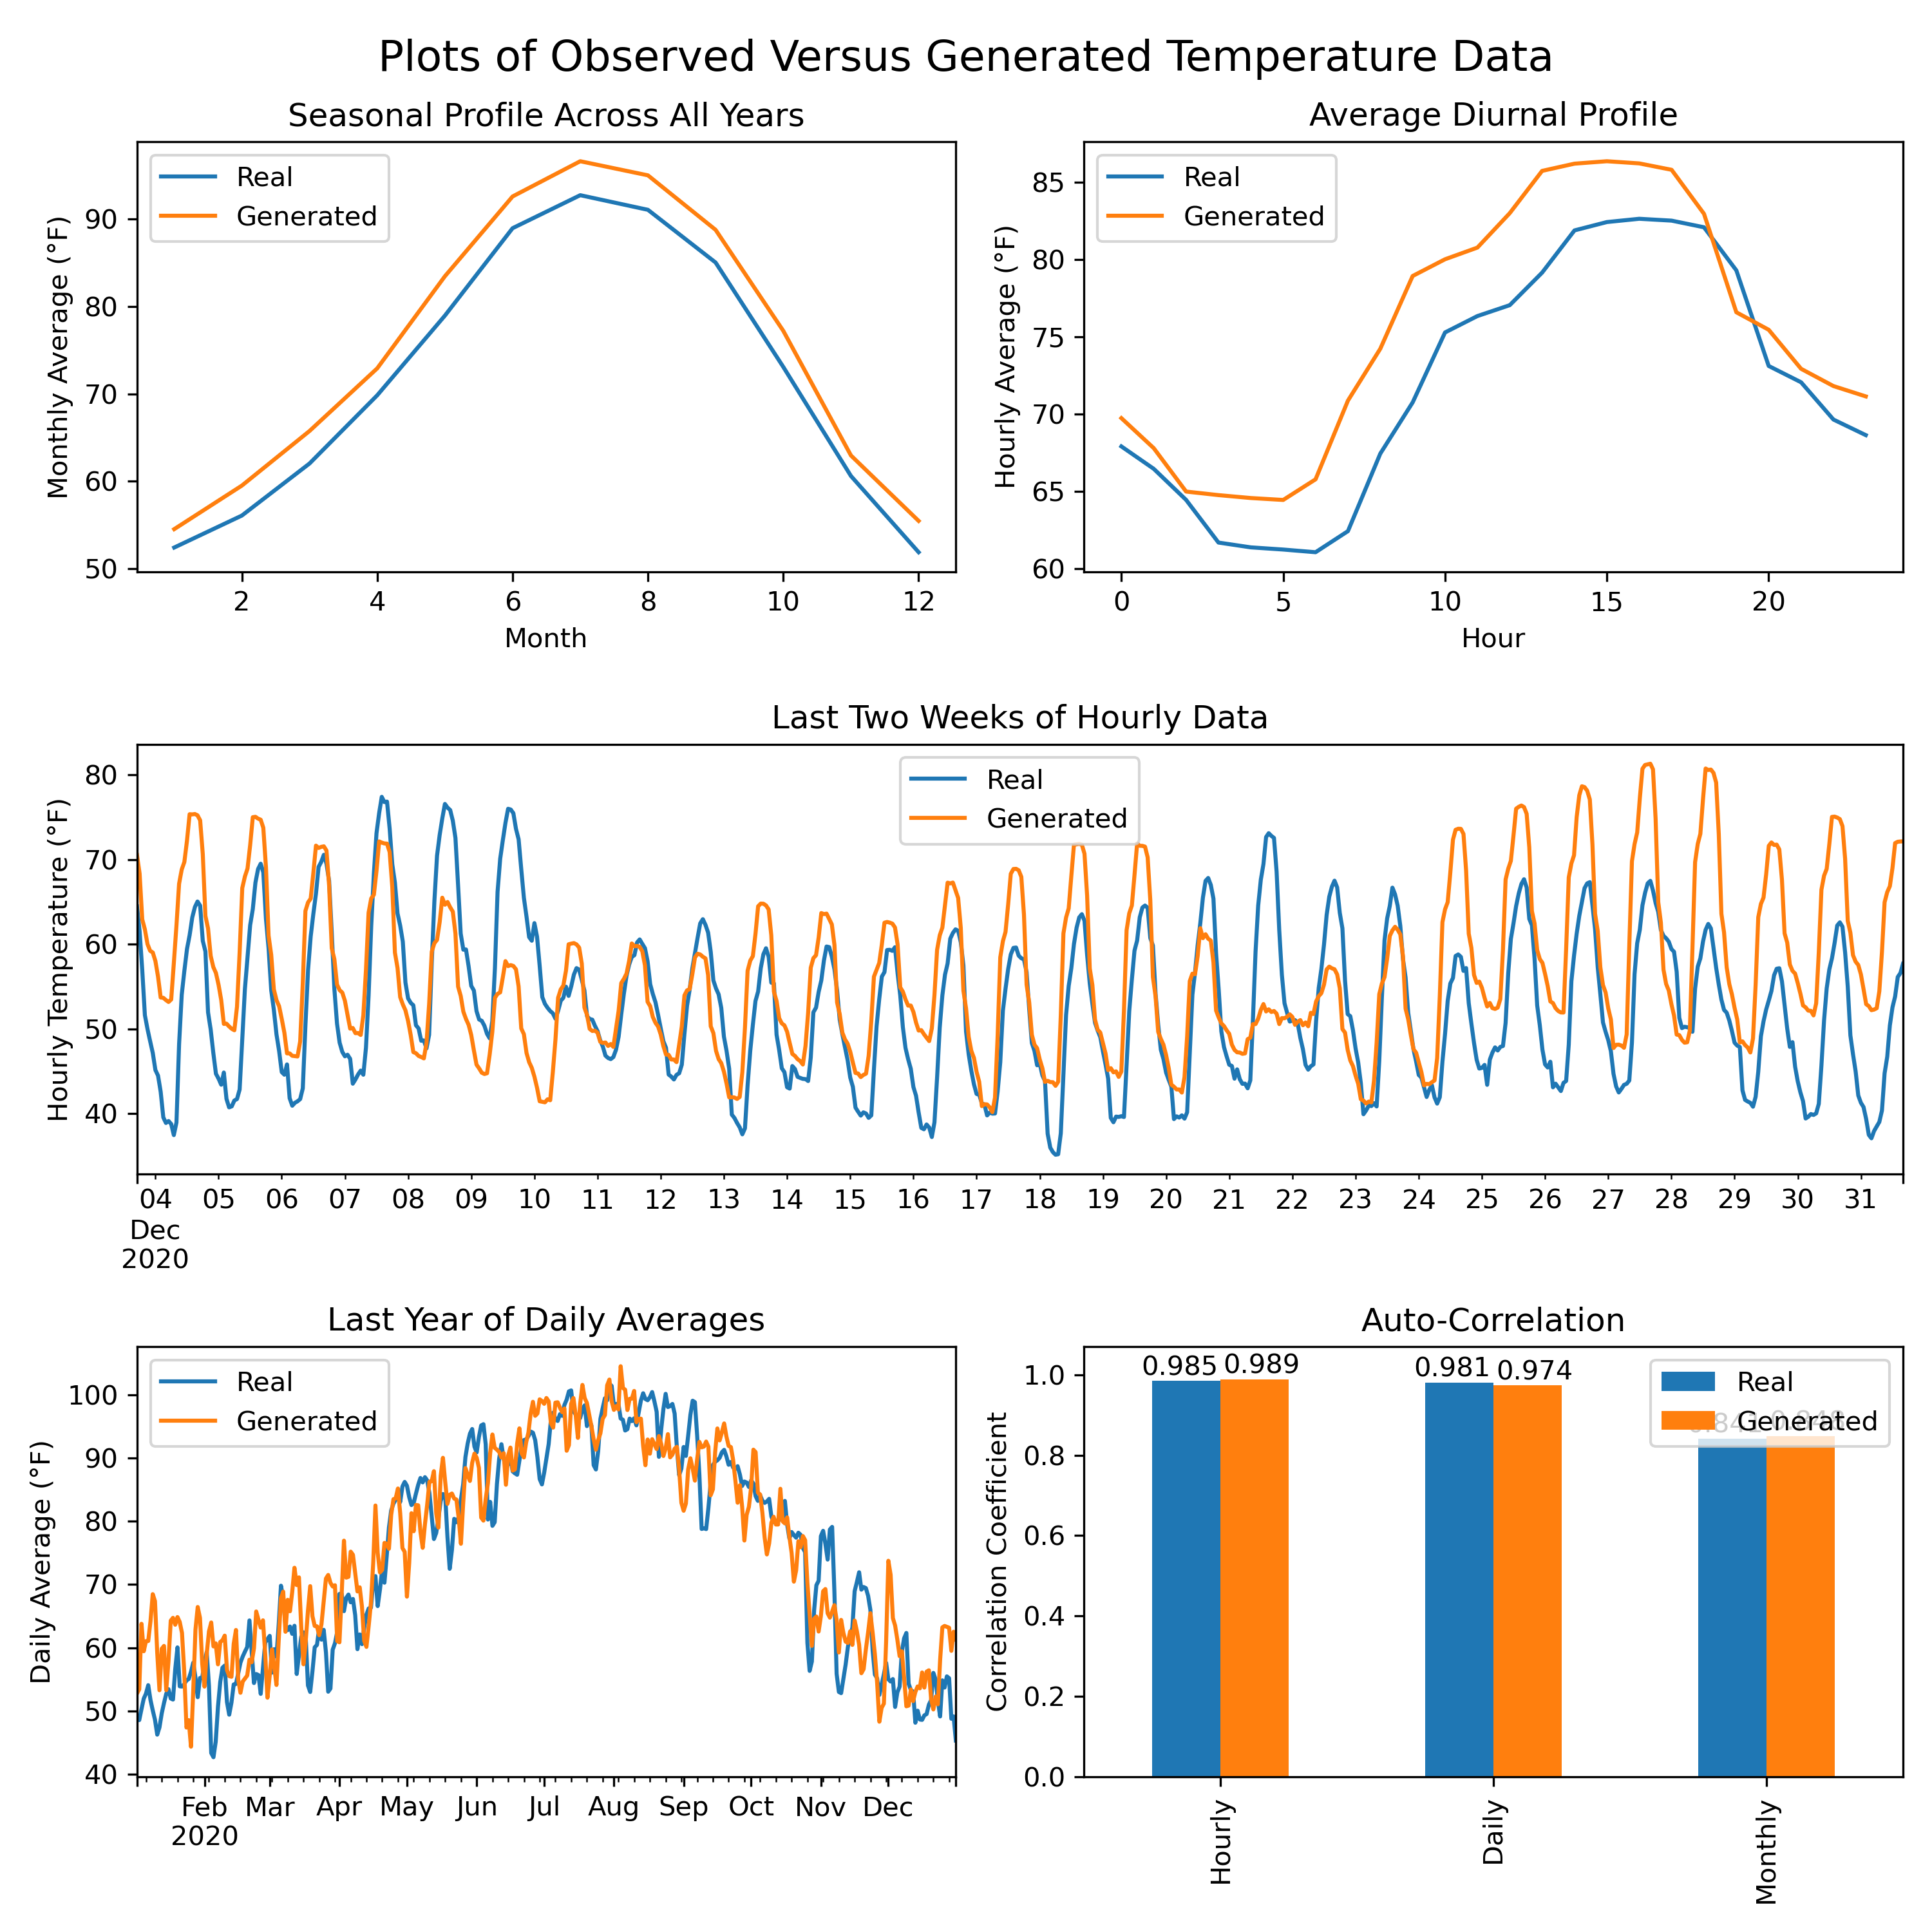 Plots of Observed Versus Generated Temperature Data
Seasonal Profile Across All Years
Real
Generated
Monthly Average (°F)
90
80
70
60
50
2 4 6 8 10 12
Month
Average Diurnal Profile
Real
Generated
Hourly Average (°F)
85
80
75
70
65
60
0 5 10 15 20
Hour
Last Two Weeks of Hourly Data
Real
Generated
Hourly Temperature (°F)
80
70
60
50
40
04 05 06 07 08 09 10 11 12 13 14 15 16 17 18 19 20 21 22 23 24 25 26 27 28 29 30 31
Dec
2020
Last Year of Daily Averages
Real
Generated
Daily Average (°F)
100
90
80
70
60
50
40
Feb Mar Apr May Jun Jul Aug Sep Oct Nov Dec
2020
Auto-Correlation
0.985 0.989 0.981 0.974
Real
Generated
Correlation Coefficient
1.0
0.8
0.6
0.4
0.2
0.0
Hourly
Daily
Monthly